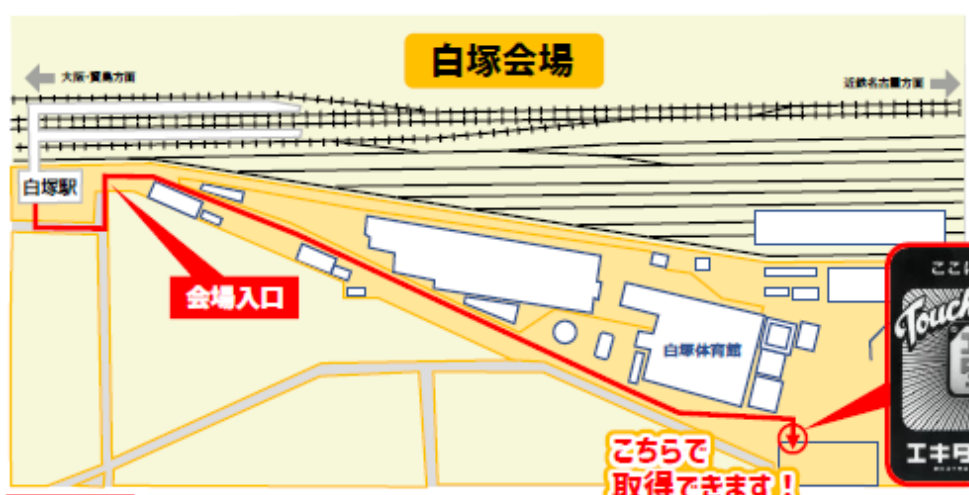 白塚会場
大阪・賢島方面
近鉄名古屋方面
白塚駅
会場入口
白塚体育館
ここに
Touch
エキタ
こちらで
取得できます！